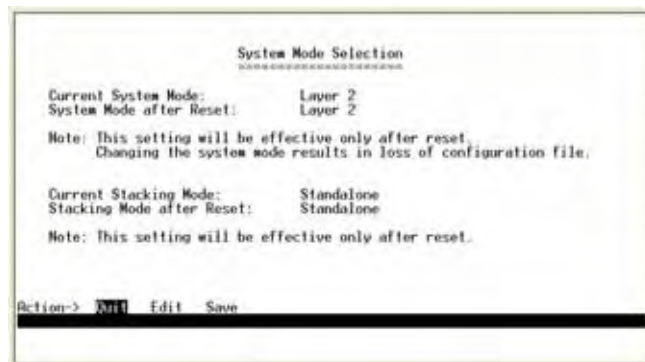 System Mode Selection
Current System Mode: Layer 2
System Mode after Reset: Layer 2
Note: This setting will be effective only after reset.
Changing the system mode results in loss of configuration file.
Current Stacking Mode: Standalone
Stacking Mode after Reset: Standalone
Note: This setting will be effective only after reset.
Action-> Quit Edit Save